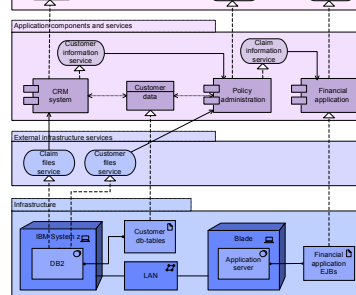 Application components and services
Customer
information
service
Claim
information
service
CRM
system
Customer
data
Policy
administration
Financial
application
External infrastructure services
Claim
files
service
Customer
files
service
Infrastructure
IBM System z
DB2
Customer
db-tables
LAN
Blade
Application
server
Financial
application
EJBs